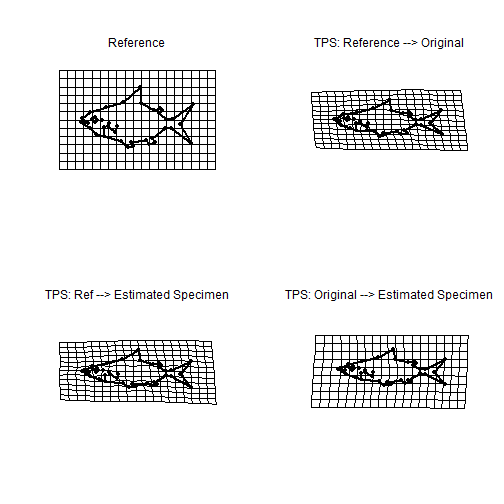 Reference
TPS: Reference --> Original
TPS: Ref --> Estimated Specimen
TPS: Original --> Estimated Specimen